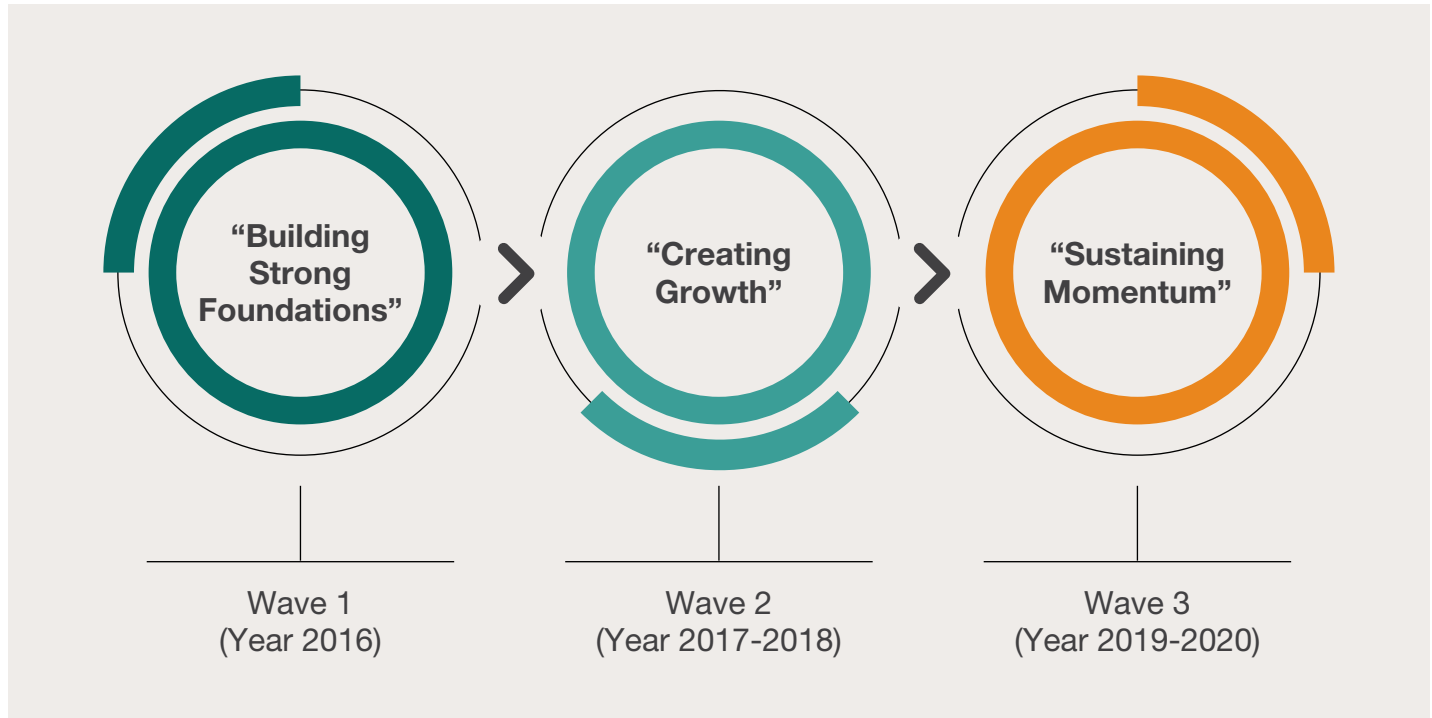 “Building
Strong
Foundations”
“Creating
Growth”
“Sustaining
Momentum”
Wave 1
(Year 2016)
Wave 2
(Year 2017-2018)
Wave 3
(Year 2019-2020)